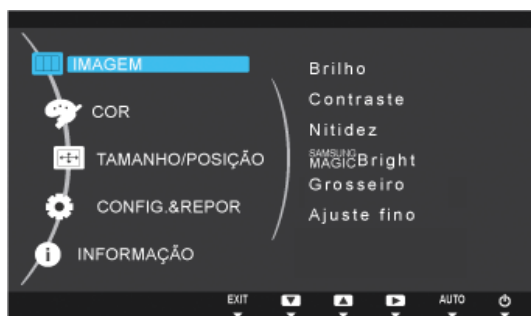 IMAGEM
COR
TAMANHO/POSIÇÃO
CONFIG.&REPOR
INFORMAÇÃO
Brilho
Contraste
Nitidez
SAMSUNG
MAGICBright
Grosseiro
Ajuste fino
EXIT
AUTO